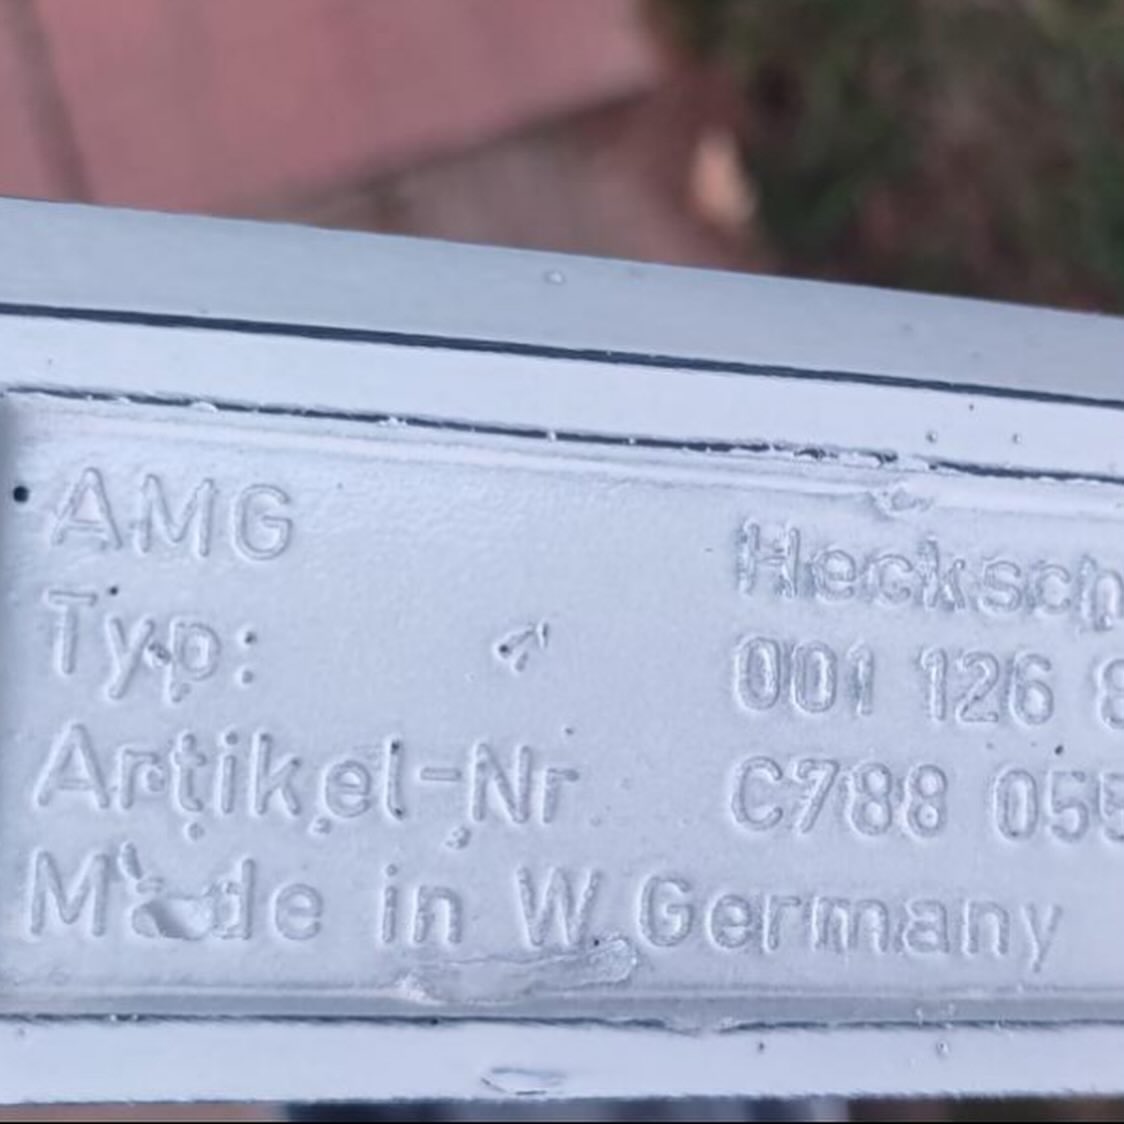 AMG Hecksch
Typ: 001 126
Artikel-Nr C788 055
Made in W Germany